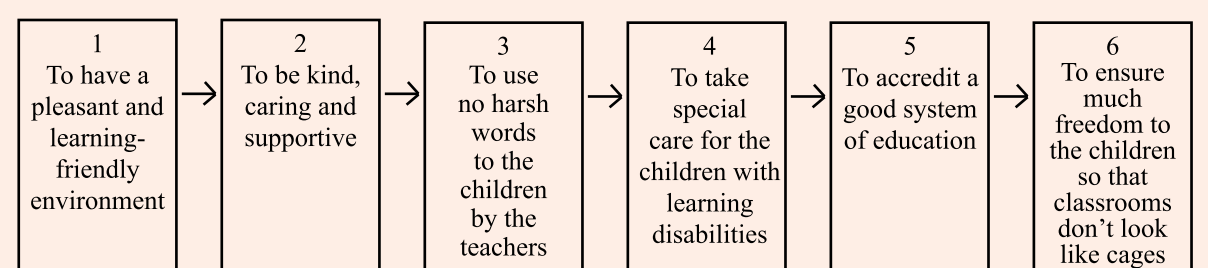 1
To have a
pleasant and
learning-
friendly
environment
2
To be kind,
caring and
supportive
3
To use
no harsh
words
to the
children
by the
teachers
4
To take
special
care for the
children with
learning
disabilities
5
To accredit a
good system
of education
6
To ensure
much
freedom to
the children
so that
classrooms
don’t look
like cages